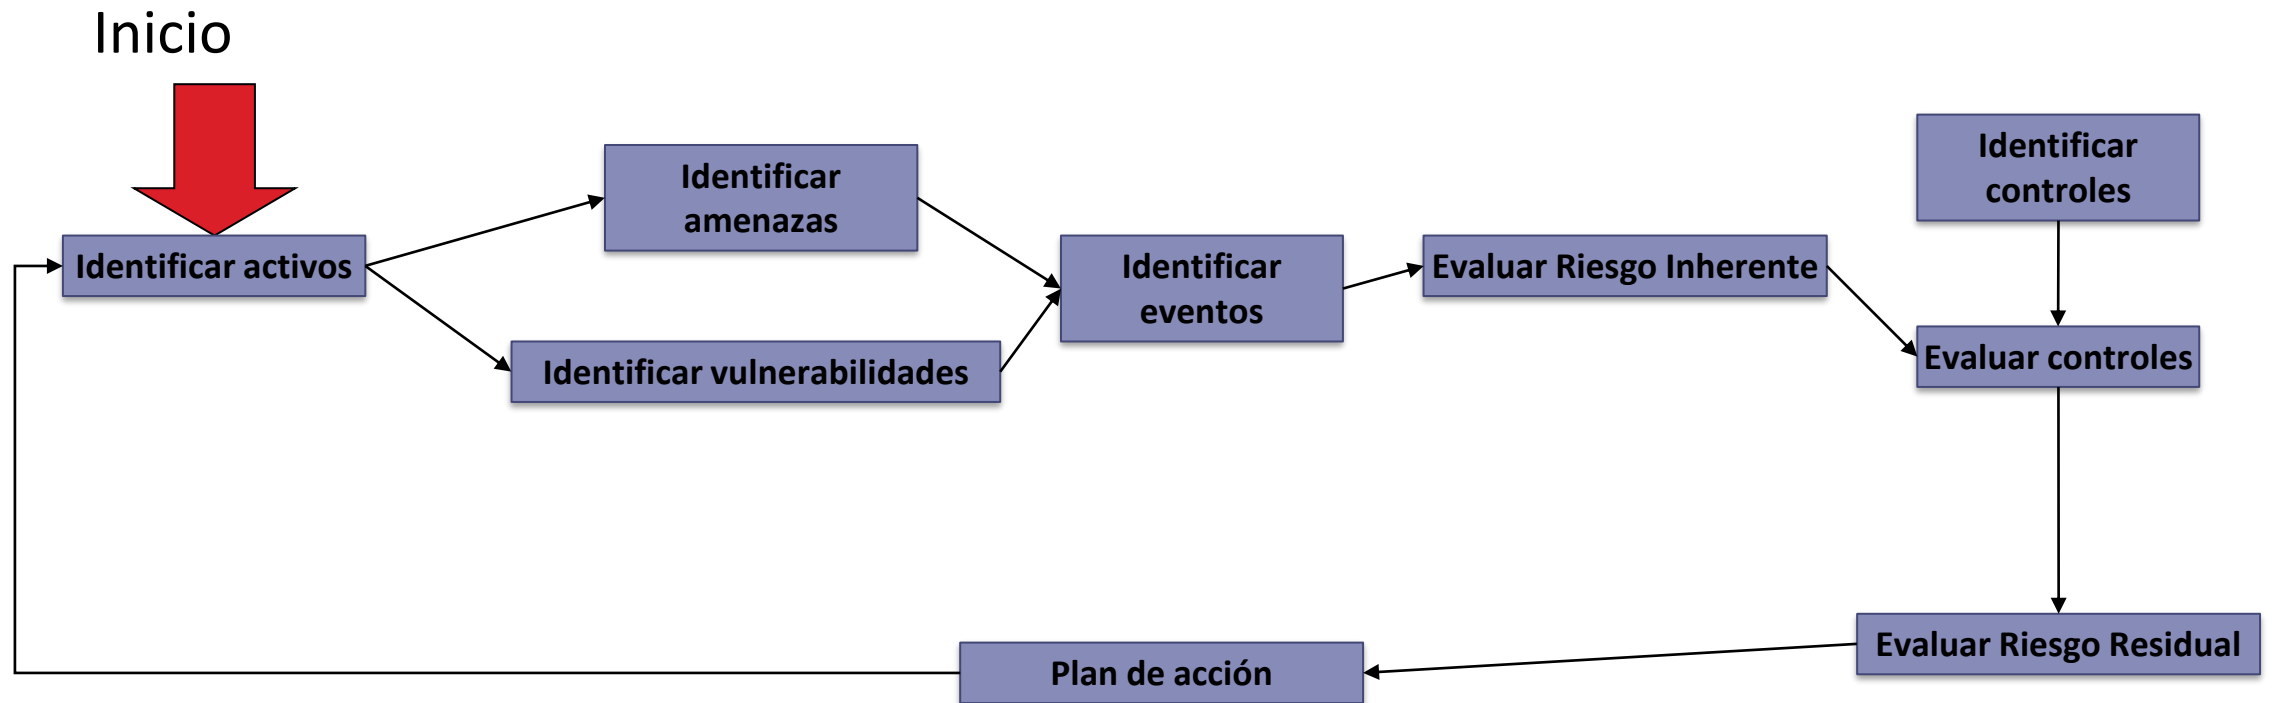 Inicio
Identificar
controles
Identificar
amenazas
Identificar activos
Identificar
eventos
Evaluar Riesgo Inherente
Identificar vulnerabilidades
Evaluar controles
Evaluar Riesgo Residual
Plan de acción